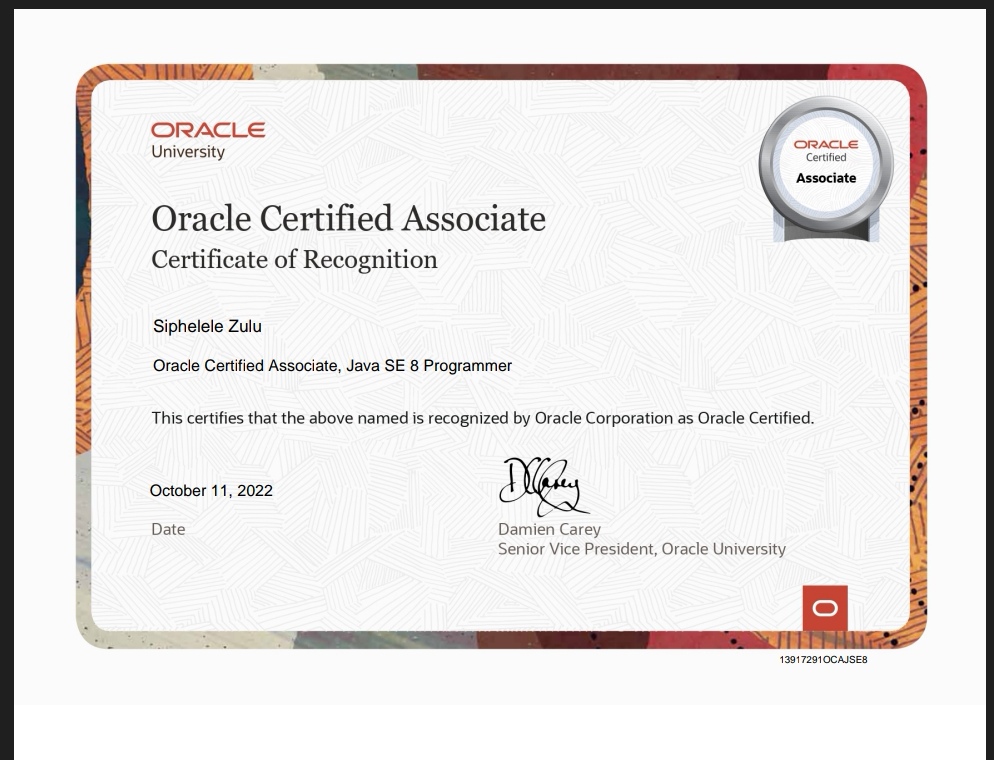 ORACLE
University
ORACLE
Certified
Associate
Oracle Certified Associate
Certificate of Recognition
Siphelele Zulu
Oracle Certified Associate, Java SE 8 Programmer
This certifies that the above named is recognized by Oracle Corporation as Oracle Certified.
October 11, 2022
Date
DCarey
Damien Carey
Senior Vice President, Oracle University
13917291OCAJSE8